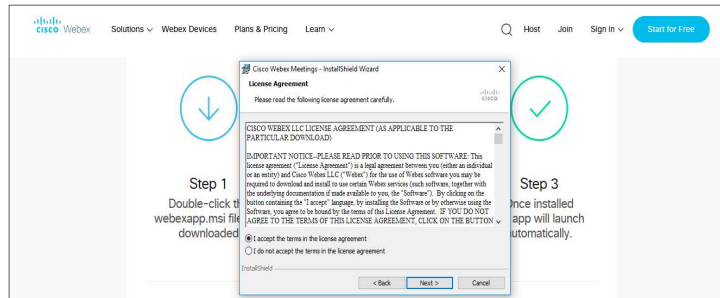 cisco Webex Solutions Webex Devices Plans & Pricing Learn Host Join Sign in Start for Free
Cisco Webex Meetings - InstallShield Wizard
License Agreement
Please read the following license agreement carefully.
cisco
CISCO WEBEX LLC LICENSE AGREEMENT (AS APPLICABLE TO THE
PARTICULAR DOWNLOAD)
IMPORTANT NOTICE--PLEASE READ PRIOR TO USING THIS SOFTWARE: This
license agreement ("License Agreement") is a legal agreement between you (either an individual
or an entity) and Cisco Webex LLC ("Webex") for the use of Webex software you may be
required to download and install to use certain Webex services (such software, together with
the underlying documentation if made available to you, the "Software"). By clicking on the
button containing the "I accept" language, by installing the Software or by otherwise using the
Software, you agree to be bound by the terms of this License Agreement. IF YOU DO NOT
AGREE TO THE TERMS OF THIS LICENSE AGREEMENT, CLICK ON THE BUTTON
I accept the terms in the license agreement
I do not accept the terms in the license agreement
InstallShield
< Back Next > Cancel
Step 1
Double-click th
webexapp.msi file
downloaded
Step 3
Once installed
app will launch
automatically.